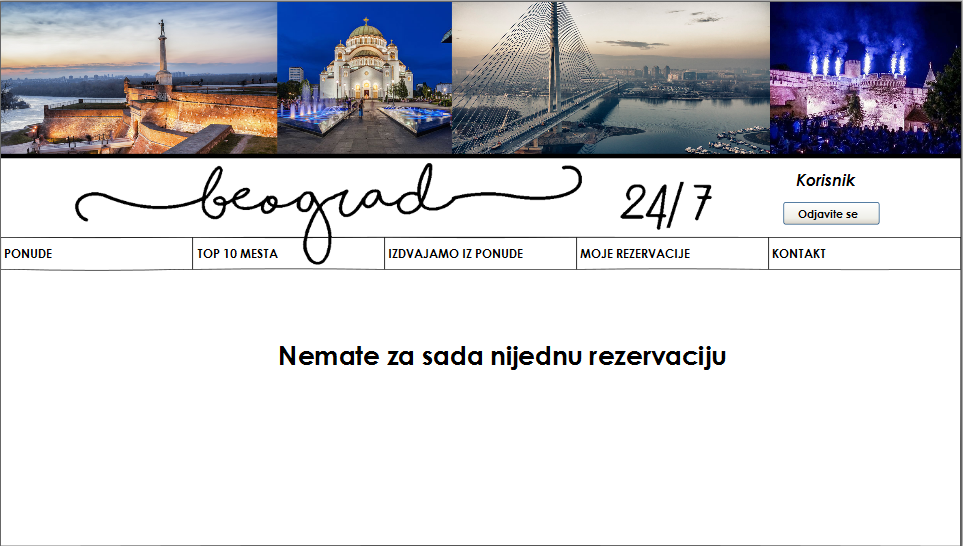 beograd 24/7
Korisnik
Odjavite se
PONUDE
TOP 10 MESTA
IZDVAJAMO IZ PONUDE
MOJE REZERVACIJE
KONTAKT
Nemate za sada nijednu rezervaciju